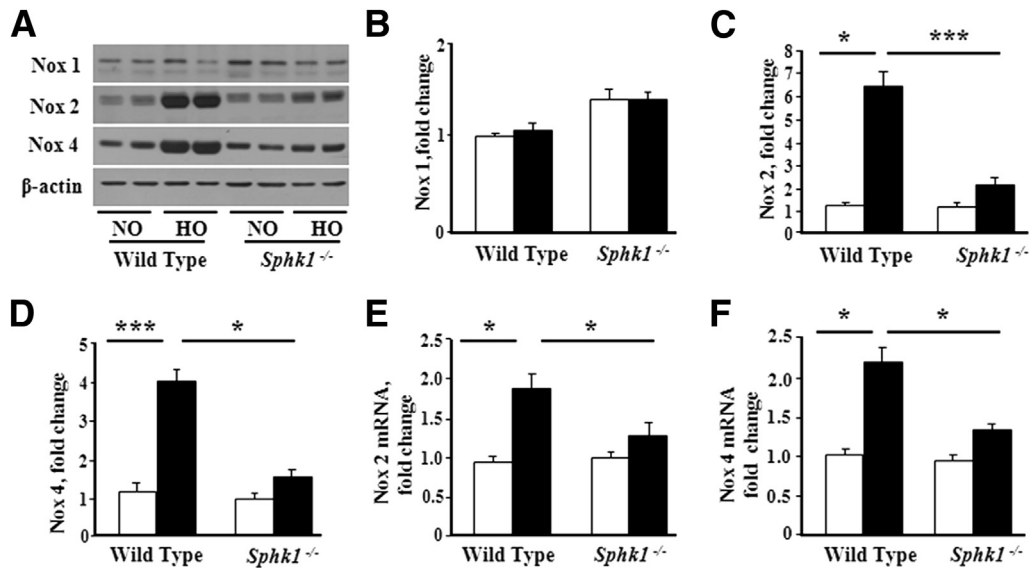 A
Nox 1
Nox 2
Nox 4
β-actin
NO HO NO HO
Wild Type Sphk1 -/-
B
Nox 1,fold change
2
1
0
Wild Type Sphk1 -/-
C
* ***
Nox 2, fold change
8
7
6
5
4
3
2
1
0
Wild Type Sphk1 -/-
D
*** *
Nox 4, fold change
5
4
3
2
1
0
Wild Type Sphk1 -/-
E
* *
Nox 2 mRNA,
fold change
2.5
2.0
1.5
1.0
0.5
0
Wild Type Sphk1 -/-
F
* *
Nox 4 mRNA
fold change
2.5
2.0
1.5
1.0
0.5
0
Wild Type Sphk1 -/-